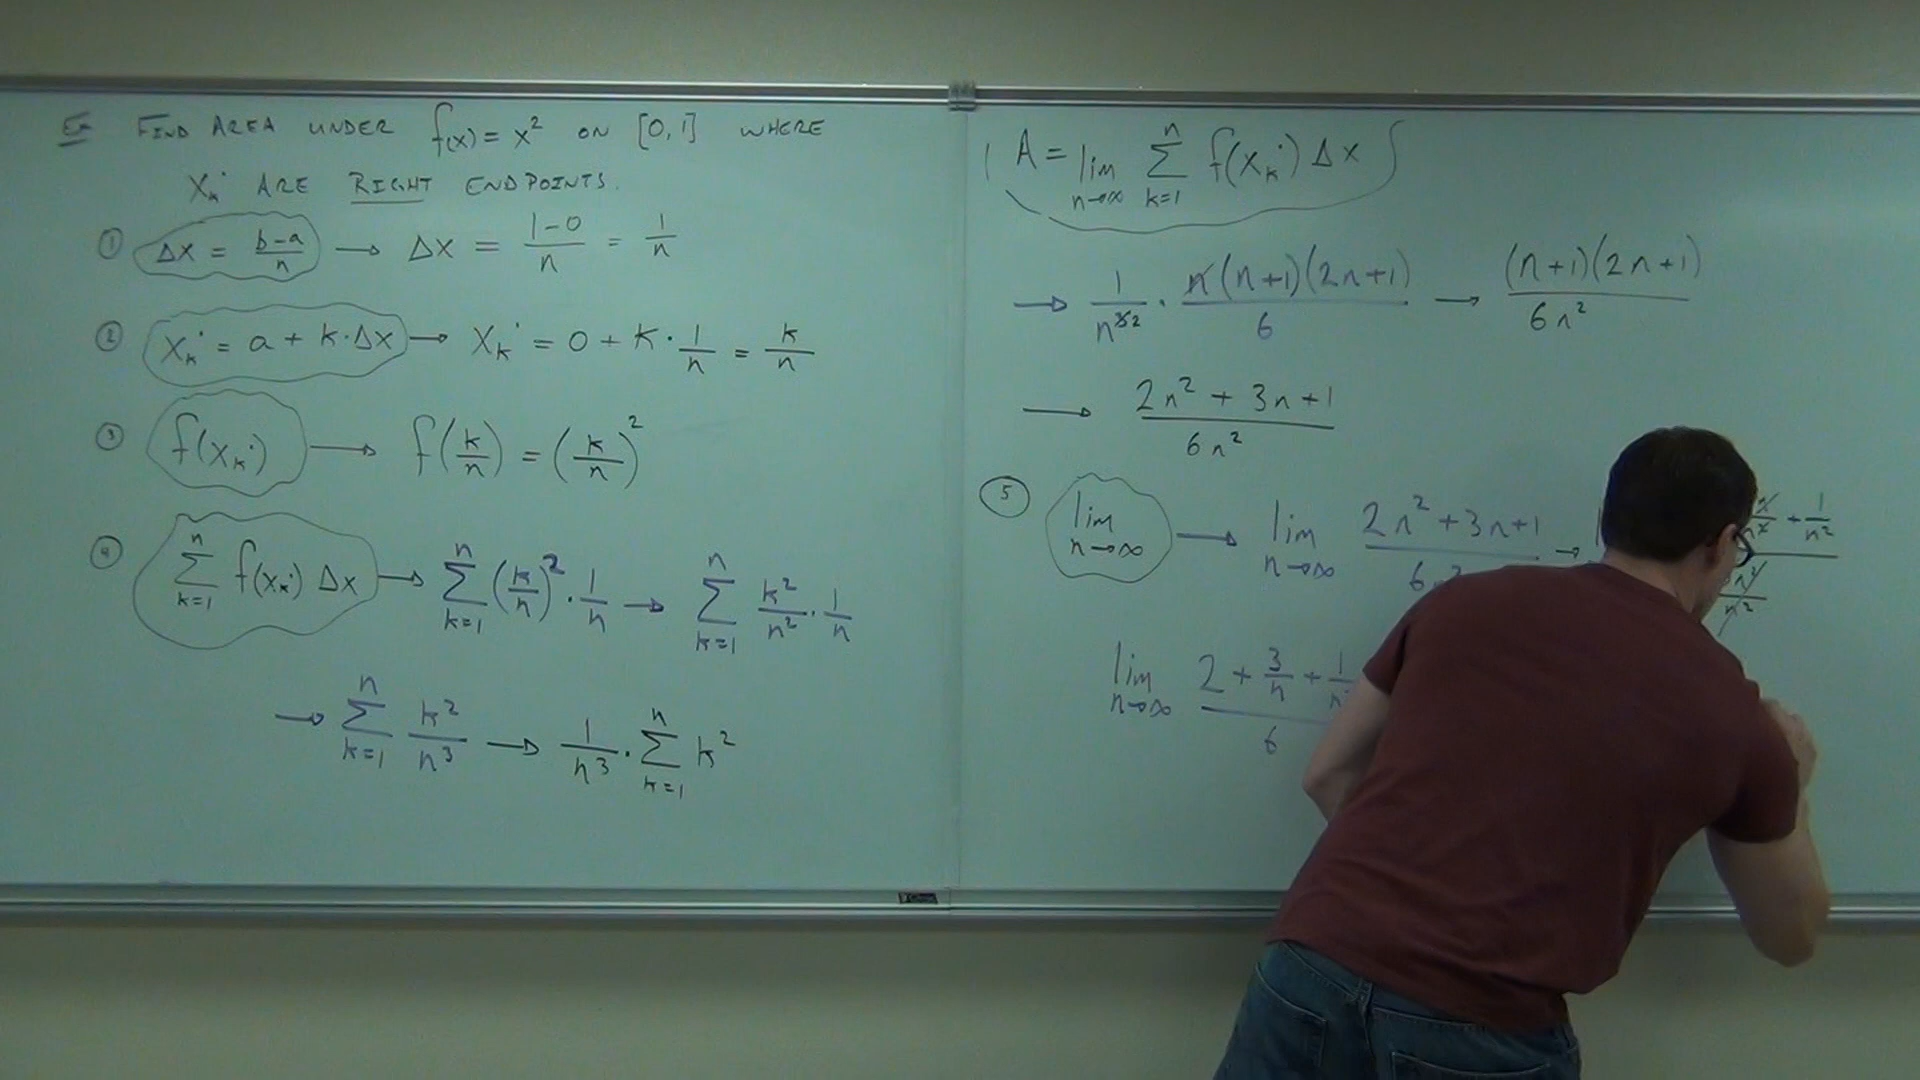 Ex FIND AREA UNDER f(x) = x² ON [0,1] WHERE
Xₖ* ARE RIGHT ENDPOINTS.
① Δx = (b-a)/n → Δx = (1-0)/n = 1/n
② Xₖ* = a + k·Δx → Xₖ* = 0 + k·1/n = k/n
③ f(Xₖ*) → f(k/n) = (k/n)²
④ Σ_{k=1}^{n} f(Xₖ*) Δx → Σ_{k=1}^{n} (k/n)² · 1/n → Σ_{k=1}^{n} k²/n² · 1/n
→ Σ_{k=1}^{n} k²/n³ → 1/n³ · Σ_{k=1}^{n} k²
A = lim_{n→∞} Σ_{k=1}^{n} f(Xₖ*) Δx
→ 1/n² · n(n+1)(2n+1)/6 → (n+1)(2n+1)/6n²
→ (2n² + 3n + 1)/6n²
⑤ lim_{n→∞} → lim_{n→∞} (2n² + 3n + 1)/6n² → + 1/n²
lim_{n→∞} (2 + 3/n + 1/n)/6